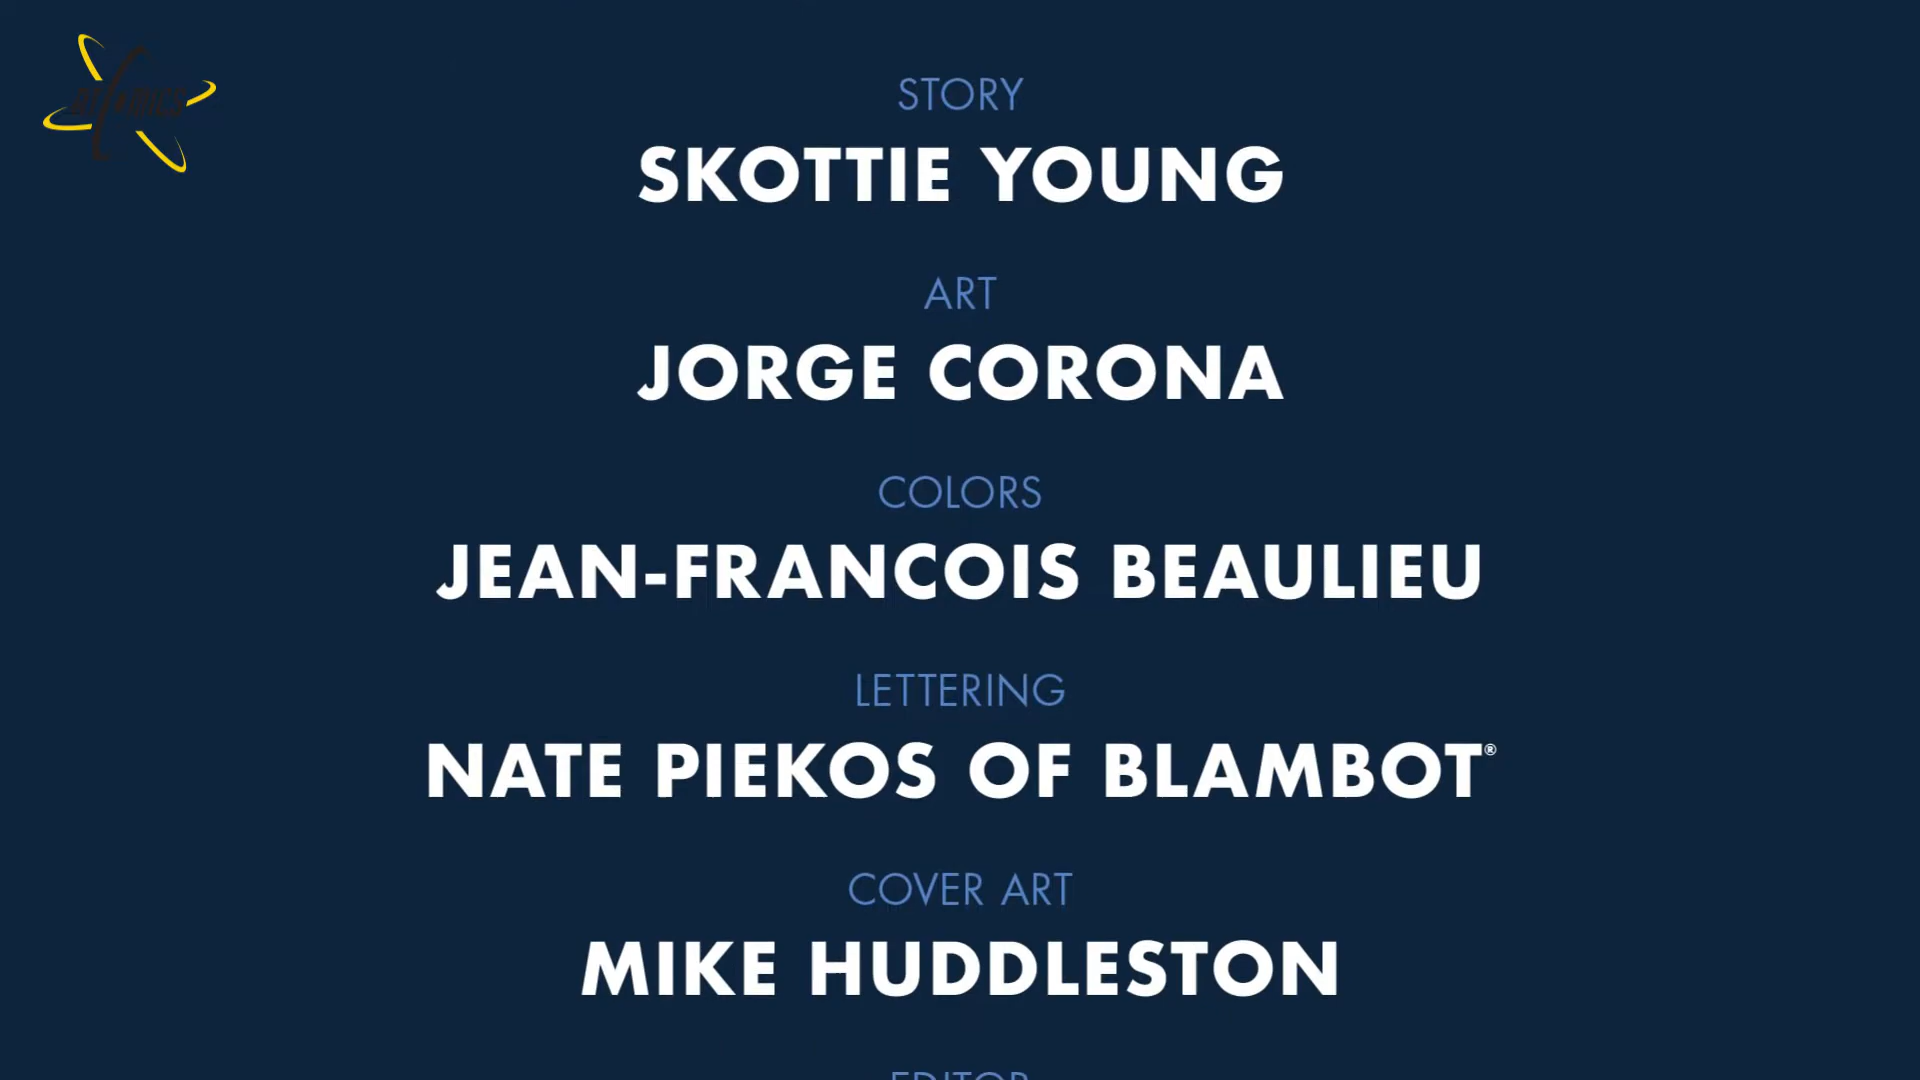 STORY
SKOTTIE YOUNG
ART
JORGE CORONA
COLORS
JEAN-FRANCOIS BEAULIEU
LETTERING
NATE PIEKOS OF BLAMBOT®
COVER ART
MIKE HUDDLESTON
EDITOR